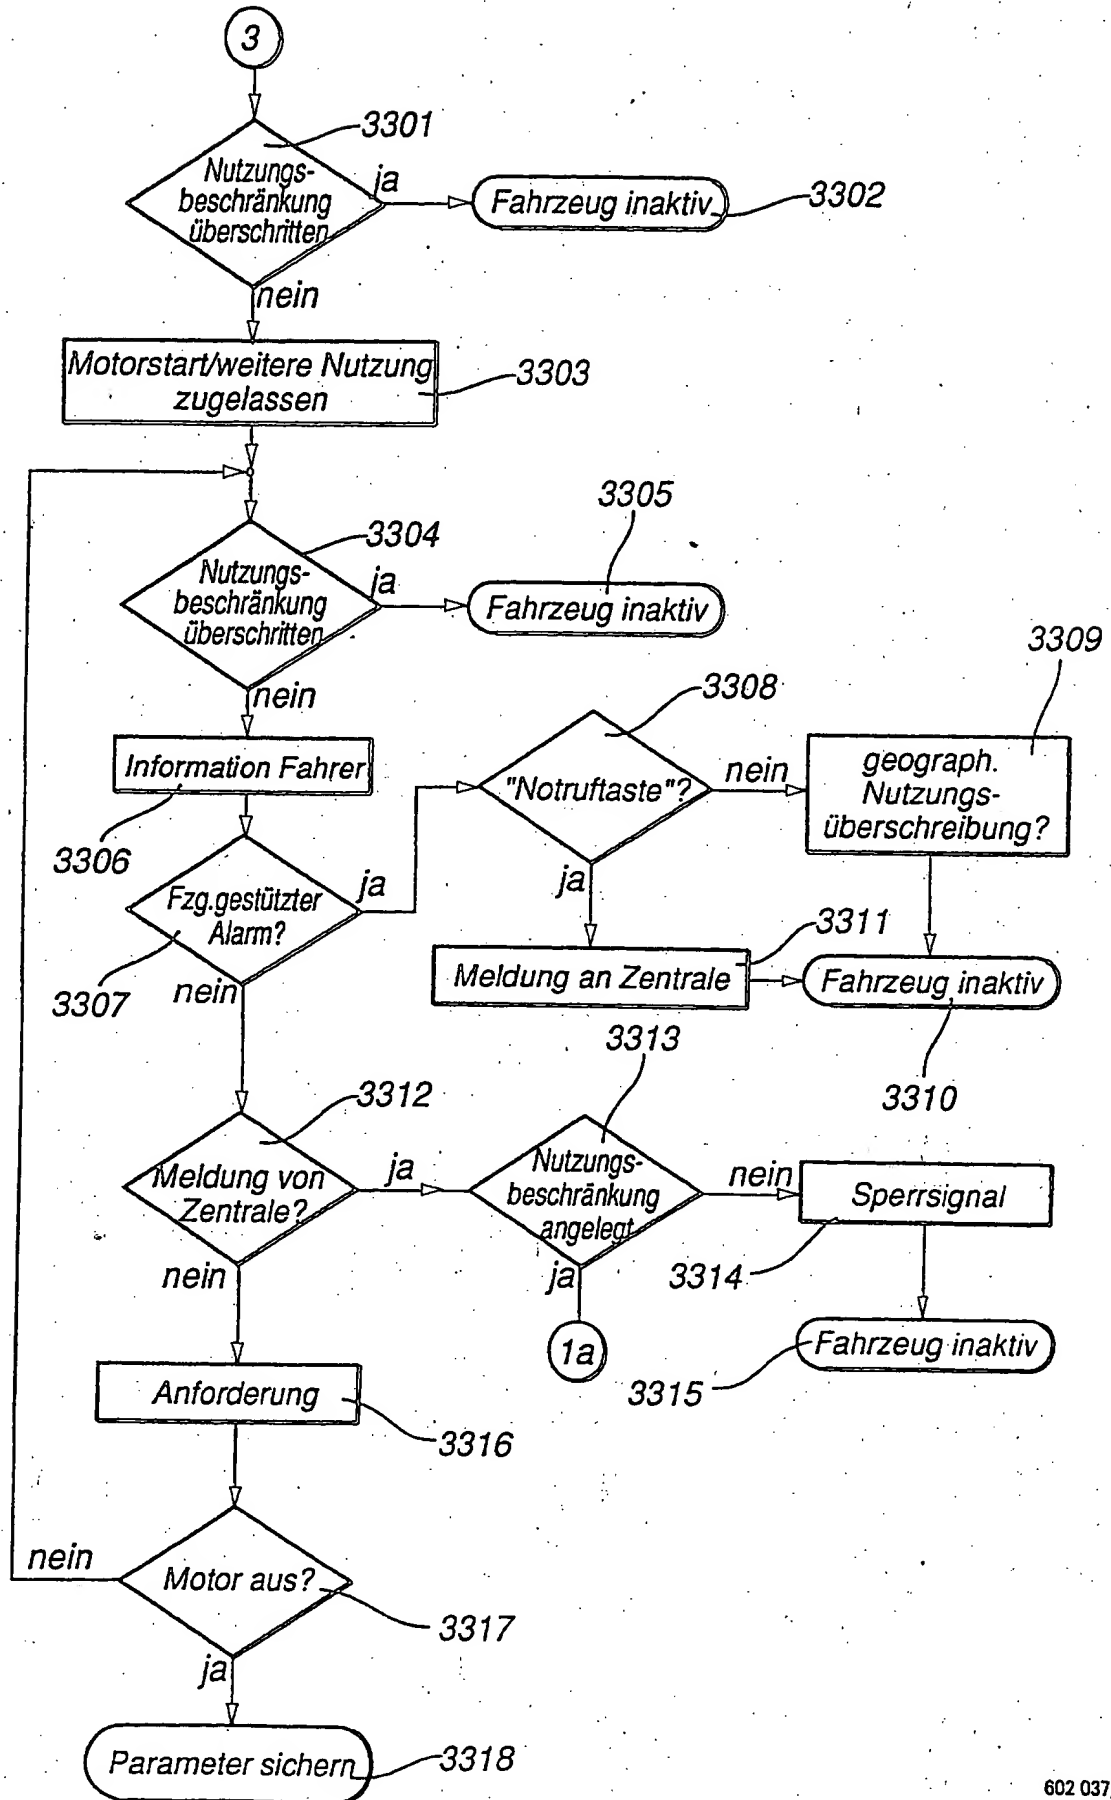 3
3301
Nutzungs-
beschränkung
überschritten
ja
Fahrzeug inaktiv
3302
nein
Motorstart/weitere Nutzung
zugelassen
3303
3304
Nutzungs-
beschränkung
überschritten
ja
3305
Fahrzeug inaktiv
nein
Information Fahrer
3306
Fzg.gestützter
Alarm?
3307
ja
3308
"Notruftaste"?
nein
3309
geograph.
Nutzungs-
überschreibung?
ja
3311
Meldung an Zentrale
Fahrzeug inaktiv
3310
nein
3312
Meldung von
Zentrale?
ja
3313
Nutzungs-
beschränkung
angelegt
nein
Sperrsignal
3314
ja
1a
Fahrzeug inaktiv
3315
nein
Anforderung
3316
nein
Motor aus?
3317
ja
Parameter sichern
3318
602 037